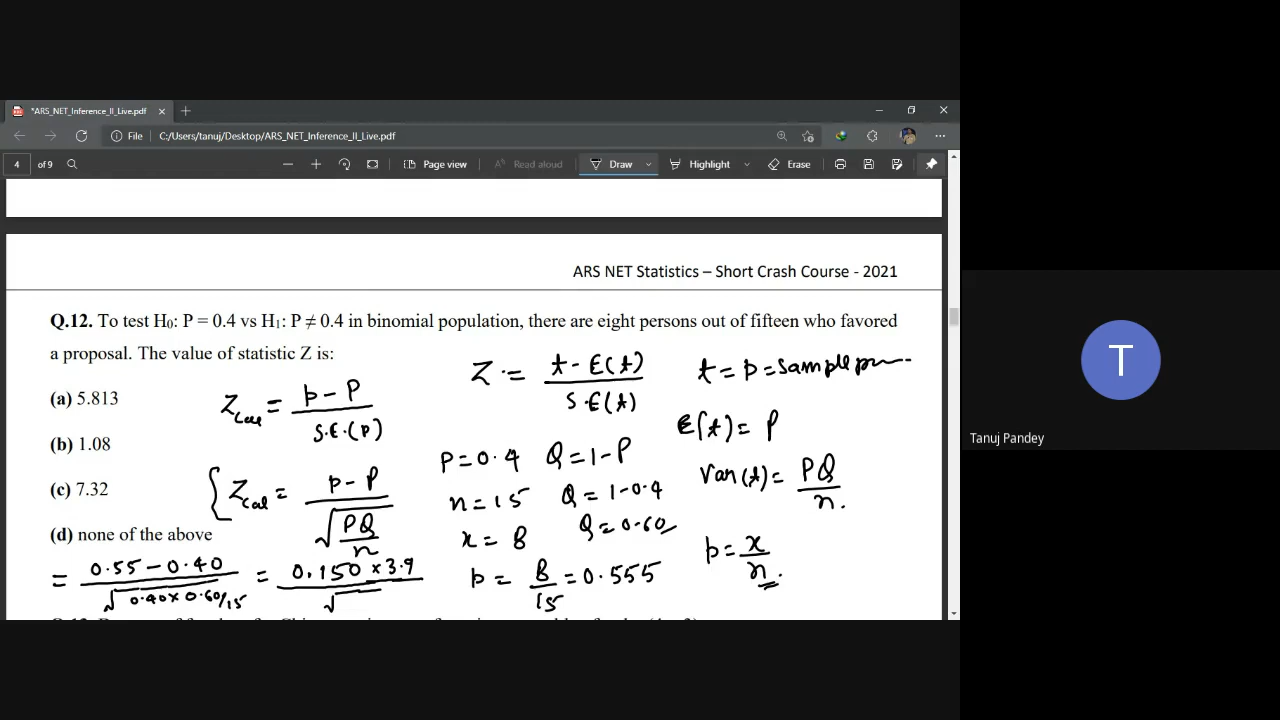 *ARS_NET_Inference_II_Live.pdf
File C:/Users/tanuj/Desktop/ARS_NET_Inference_II_Live.pdf
4 of 9 Page view Read aloud Draw Highlight Erase
ARS NET Statistics – Short Crash Course - 2021
Q.12. To test H₀: P = 0.4 vs H₁: P ≠ 0.4 in binomial population, there are eight persons out of fifteen who favored
a proposal. The value of statistic Z is:
Z = t - E(t) / S.E(t)
t = p = sample
(a) 5.813
Zcal = p - P / S.E.(p)
E(t) = P
(b) 1.08
P = 0.4 Q = 1 - P
Var(t) = PQ / n
(c) 7.32
Zcal = p - P / √(PQ / n)
n = 15 Q = 1 - 0.4
Q = 0.60
(d) none of the above
x = 8
p = x / n
= 0.55 - 0.40 / √(0.40 × 0.60/15) = 0.150 × 3.9 / √
p = 8 / 15 = 0.555
T
Tanuj Pandey